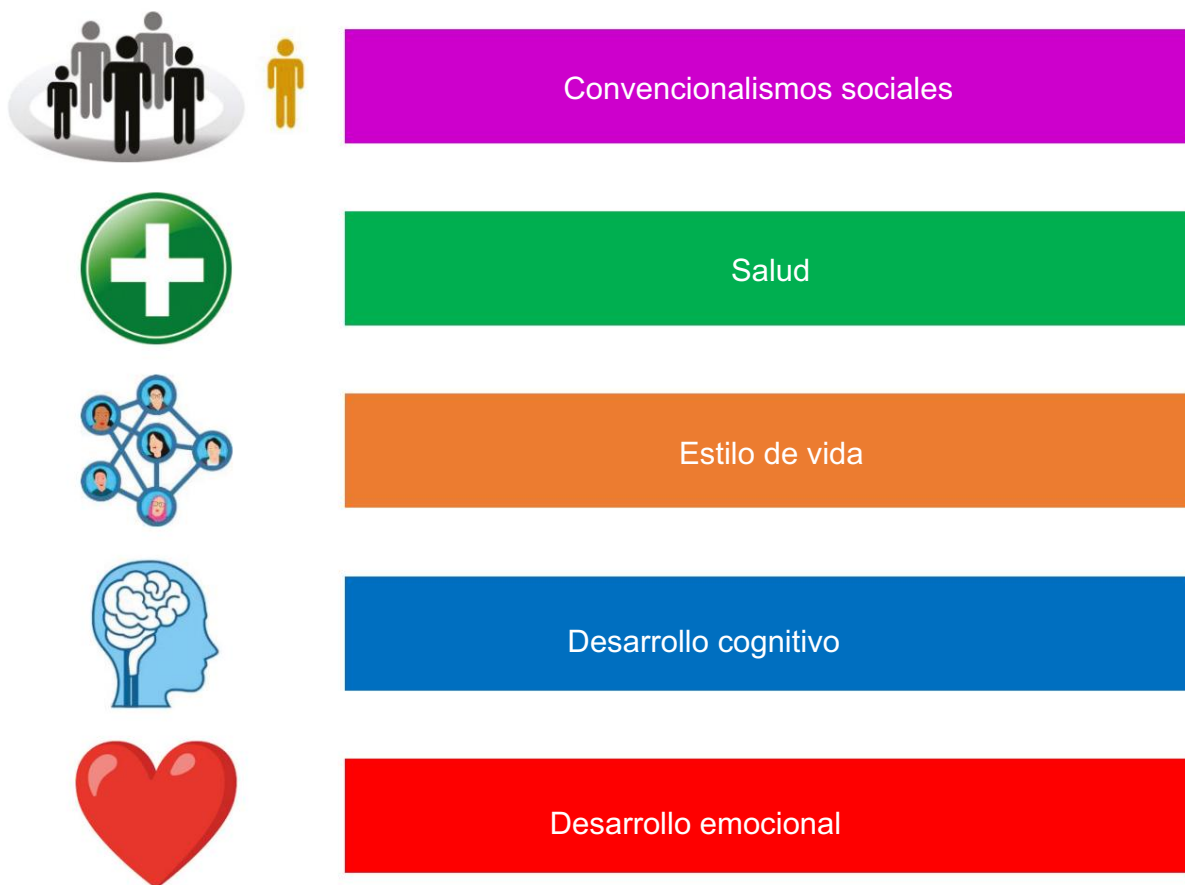 Convencionalismos sociales
Salud
Estilo de vida
Desarrollo cognitivo
Desarrollo emocional